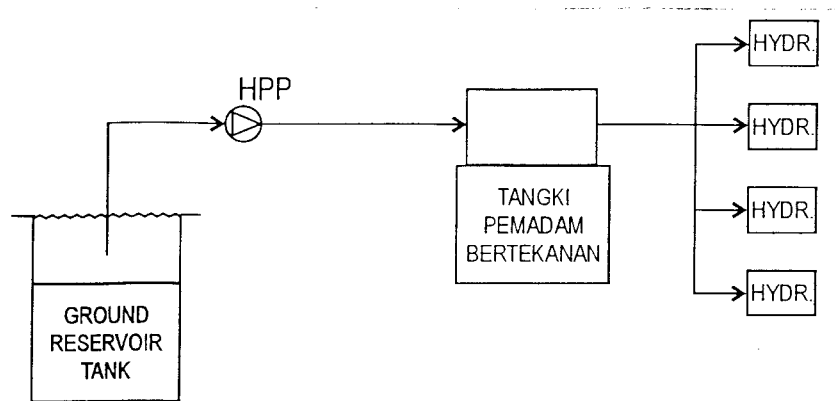 HYDR.
HPP
HYDR.
TANGKI
PEMADAM
BERTEKANAN
HYDR.
HYDR.
GROUND
RESERVOIR
TANK